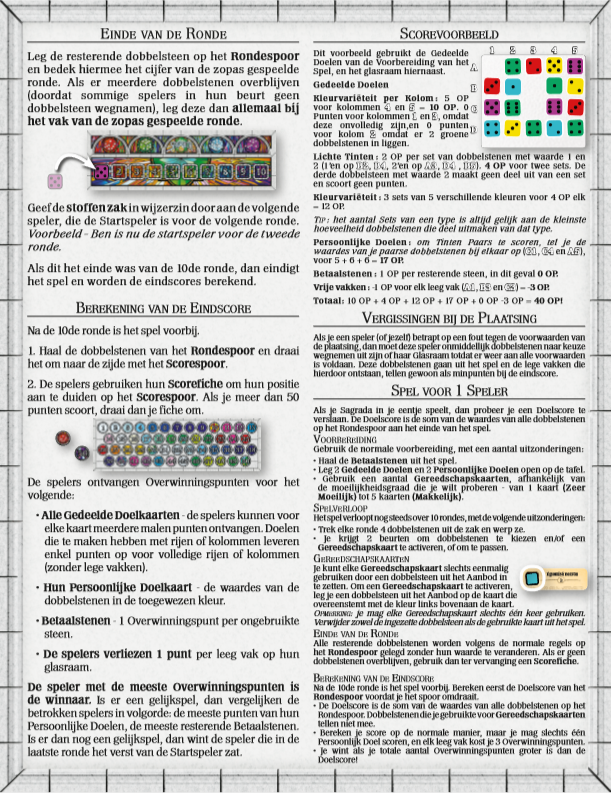 Einde van de Ronde
Leg de resterende dobbelsteen op het Rondespoor
en bedek hiermee het cijfer van de zopas gespeelde
ronde. Als er meerdere dobbelstenen overblijven
(doordat sommige spelers in hun beurt geen
dobbelsteen wegnamen), leg deze dan allemaal bij
het vak van de zopas gespeelde ronde.
Geef de stoffen zak in wijzerzin door aan de volgende
speler, die de Startspeler is voor de volgende ronde.
Voorbeeld - Ben is nu de startspeler voor de tweede
ronde.
Als dit het einde was van de 10de ronde, dan eindigt
het spel en worden de eindscores berekend.
Berekening van de Eindscore
Na de 10de ronde is het spel voorbij.
1. Haal de dobbelstenen van het Rondespoor en draai
het om naar de zijde met het Scorespoor.
2. De spelers gebruiken hun Scorefiche om hun positie
aan te duiden op het Scorespoor. Als je meer dan 50
punten scoort, draai dan je fiche om.
De spelers ontvangen Overwinningspunten voor het
volgende:
• Alle Gedeelde Doelkaarten - de spelers kunnen voor
elke kaart meerdere malen punten ontvangen. Doelen
die te maken hebben met rijen of kolommen leveren
enkel punten op voor volledige rijen of kolommen
(zonder lege vakken).
• Hun Persoonlijke Doelkaart - de waardes van de
dobbelstenen in de toegewezen kleur.
• Betaalstenen - 1 Overwinningspunt per ongebruikte
steen.
• De spelers verliezen 1 punt per leeg vak op hun
glasraam.
De speler met de meeste Overwinningspunten is
de winnaar. Is er een gelijkspel, dan vergelijken de
betrokken spelers in volgorde: de meeste punten van hun
Persoonlijke Doelen, de meeste resterende Betaalstenen.
Is er dan nog een gelijkspel, dan wint de speler die in de
laatste ronde het verst van de Startspeler zat.
Scorevoorbeeld
Dit voorbeeld gebruikt de Gedeelde
Doelen van de Voorbereiding van het
Spel, en het glasraam hiernaast.
1 2 3 4 5
A
B
C
D
Gedeelde Doelen
Kleurvariëteit per Kolom: 5 OP
voor kolommen 4 en 5 = 10 OP. 0
Punten voor kolommen 1 en 3, omdat
deze onvolledig zijn, en 0 punten
voor kolom 2 omdat er 2 groene
dobbelstenen in liggen.
Lichte Tinten: 2 OP per set van dobbelstenen met waarde 1 en
2 (1'en op
4 OP voor twee sets. De
derde dobbelsteen met waarde 2 maakt geen deel uit van een set
en scoort geen punten.
Kleurvariëteit: 3 sets van 5 verschillende kleuren voor 4 OP elk
= 12 OP.
Tip: het aantal Sets van een type is altijd gelijk aan de kleinste
hoeveelheid dobbelstenen die deel uitmaken van dat type.
Persoonlijke Doelen: om Tinten Paars te scoren, tel je de
waardes van je paarse dobbelstenen bij elkaar op
voor 5 + 6 + 6 = 17 OP.
Betaalstenen: 1 OP per resterende steen, in dit geval 0 OP.
Vrije vakken: -1 OP voor elk leeg vak = -3 OP.
Totaal: 10 OP + 4 OP + 12 OP + 17 OP + 0 OP -3 OP = 40 OP!
Vergissingen bij de Plaatsing
Als je een speler (of jezelf) betrapt op een fout tegen de voorwaarden van
de plaatsing, dan moet deze speler onmiddellijk dobbelstenen naar keuze
wegnemen uit zijn of haar Glasraam totdat er weer aan alle voorwaarden
is voldaan. Deze dobbelstenen gaan uit het spel en de lege vakken die
hierdoor ontstaan, tellen gewoon als minpunten bij de eindscore.
Spel voor 1 Speler
Als je Sagrada in je eentje speelt, dan probeer je een Doelscore te
verslaan. De Doelscore is de som van de waardes van alle dobbelstenen
op het Rondespoor aan het einde van het spel.
Voorbereiding
Gebruik de normale voorbereiding, met een aantal uitzonderingen:
• Haal de Betaalstenen uit het spel.
• Leg 2 Gedeelde Doelen en 2 Persoonlijke Doelen open op de tafel.
• Gebruik een aantal Gereedschapskaarten, afhankelijk van
de moeilijkheidsgraad die je wilt proberen - van 1 kaart (Zeer
Moeilijk) tot 5 kaarten (Makkelijk).
Spelverloop
Het spel verloopt nog steeds over 10 rondes, met de volgende uitzonderingen:
• Trek elke ronde 4 dobbelstenen uit de zak en werp ze.
• Je krijgt 2 beurten om dobbelstenen te kiezen en/of een
Gereedschapskaart te activeren, of om te passen.
Gereedschapskaarten
Je kunt elke Gereedschapskaart slechts eenmalig
gebruiken door een dobbelsteen uit het Aanbod in
te zetten. Om een Gereedschapskaart te activeren,
leg je een dobbelsteen uit het Aanbod op de kaart die
overeenstemt met de kleur links bovenaan de kaart.
Opmerking: je mag elke Gereedschapskaart slechts één keer gebruiken.
Verwijder zowel de ingezette dobbelsteen als de gebruikte kaart uit het spel.
Einde van de Ronde
Alle resterende dobbelstenen worden volgens de normale regels op
het Rondespoor gelegd zonder hun waarde te veranderen. Als er geen
dobbelstenen overblijven, gebruik dan ter vervanging een Scorefiche.
Berekening van de Eindscore
Na de 10de ronde is het spel voorbij. Bereken eerst de Doelscore van het
Rondespoor voordat je het spoor omdraait.
• De Doelscore is de som van de waardes van alle dobbelstenen op het
Rondespoor. Dobbelstenen die je gebruikte voor Gereedschapskaarten
tellen niet mee.
• Bereken je score op de normale manier, maar je mag slechts één
Persoonlijk Doel scoren, en elk leeg vak kost je 3 Overwinningspunten.
• Je wint als je totale aantal Overwinningspunten groter is dan de
Doelscore!